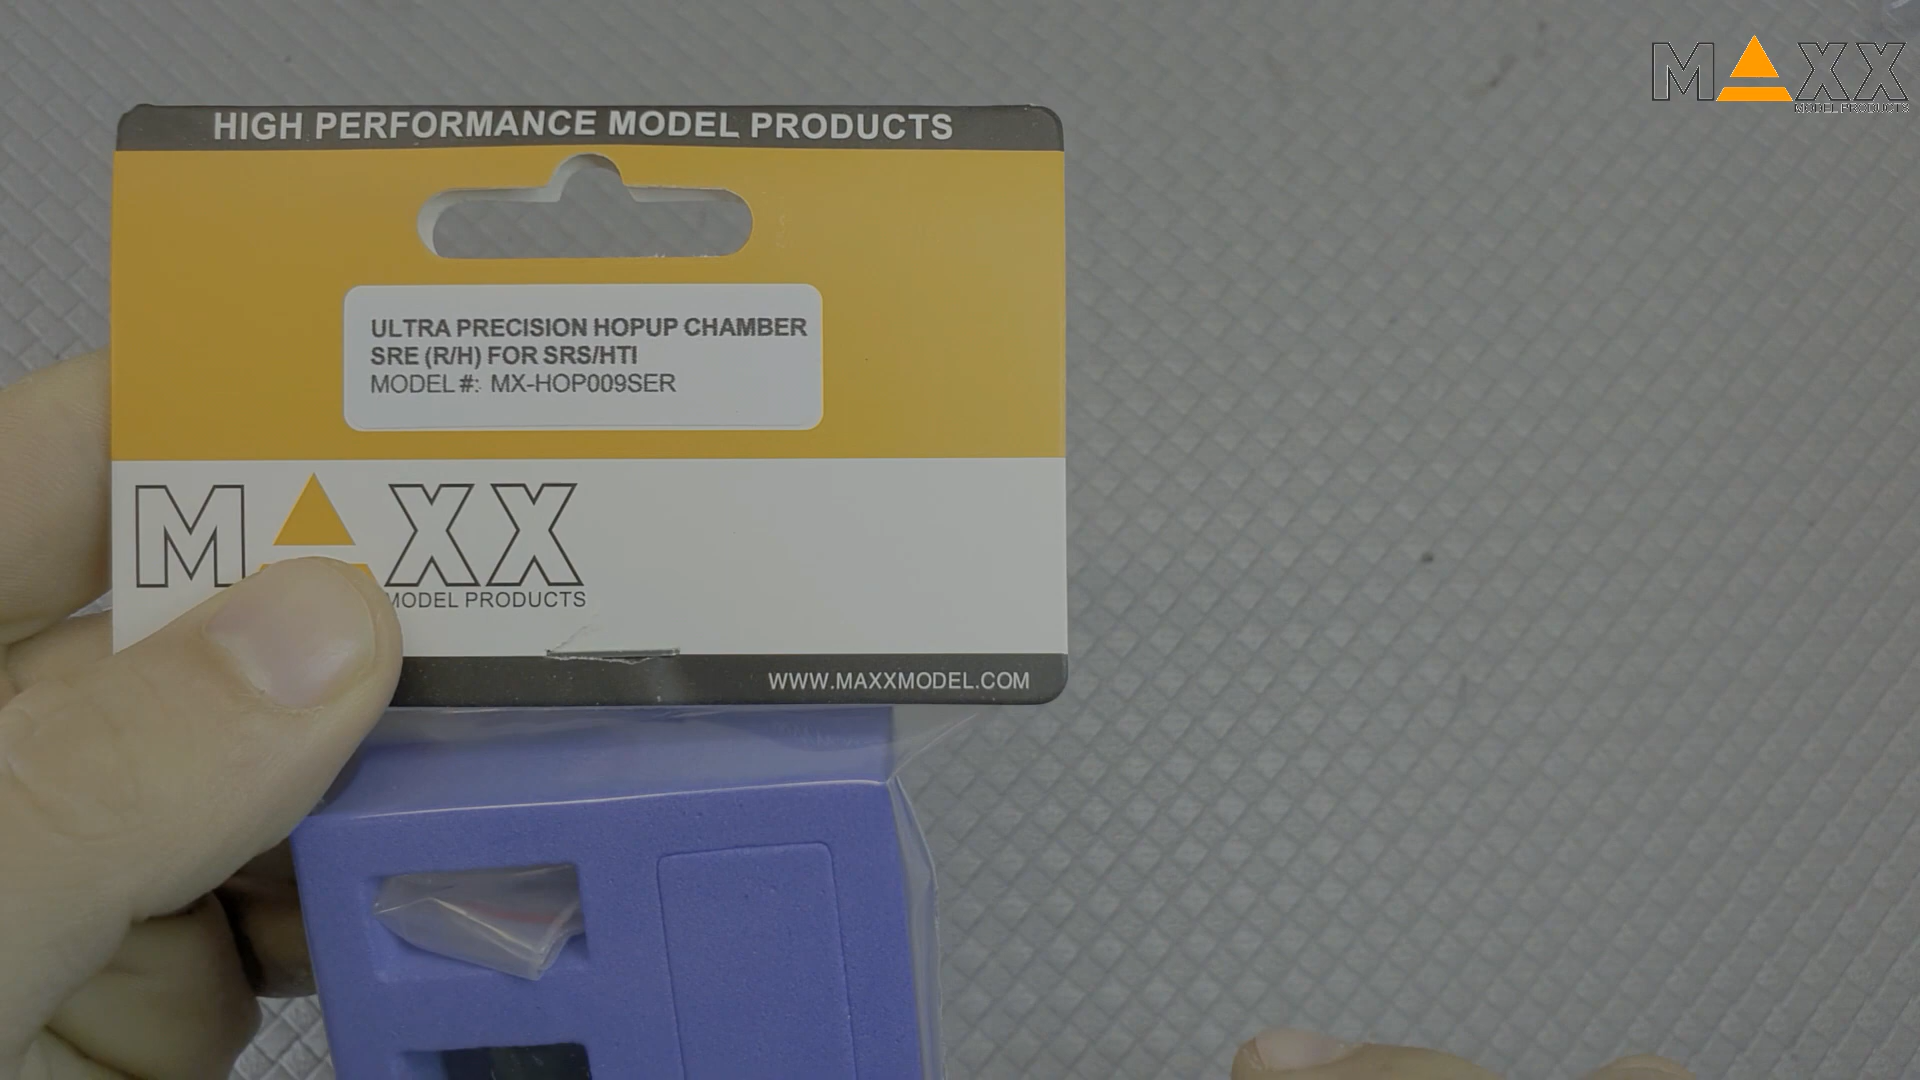 HIGH PERFORMANCE MODEL PRODUCTS
ULTRA PRECISION HOPUP CHAMBER
SRE (R/H) FOR SRS/HTI
MODEL #: MX-HOP009SER
MAXX
MODEL PRODUCTS
WWW.MAXXMODEL.COM
MAXX
MODEL PRODUCTS